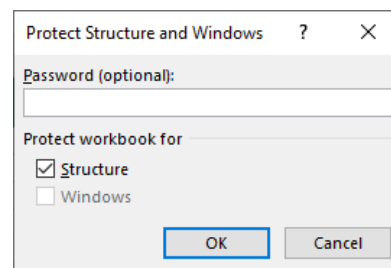 Protect Structure and Windows ?
Password (optional):
Protect workbook for
Structure
Windows
OK Cancel